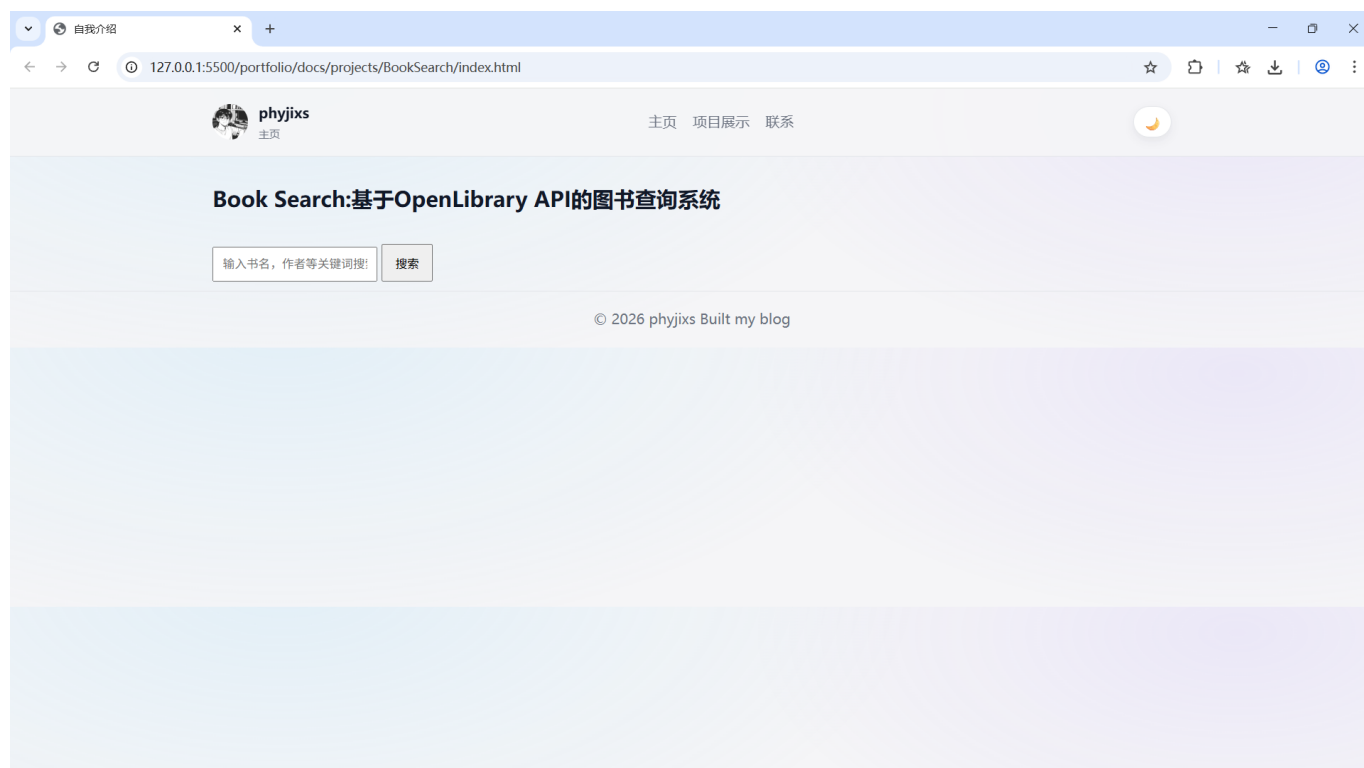 自我介绍
127.0.0.1:5500/portfolio/docs/projects/BookSearch/index.html
phyjixs
主页
主页 项目展示 联系
Book Search:基于OpenLibrary API的图书查询系统
输入书名，作者等关键词搜
搜索
© 2026 phyjixs Built my blog